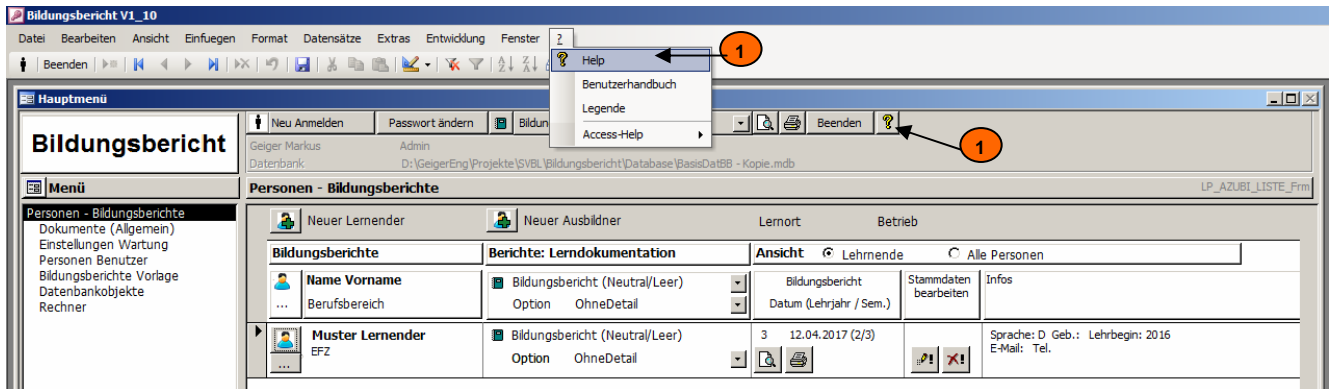 Bildungsbericht V1_10
Datei Bearbeiten Ansicht Einfuegen Format Datensätze Extras Entwicklung Fenster ?
Beenden
Help
1
Benutzerhandbuch
Legende
Access-Help
Hauptmenü
Bildungsbericht
Neu Anmelden Passwort ändern Beenden
1
Geiger Markus Admin
Datenbank D:\GeigerEng\Projekte\SVBL\Bildungsbericht\Database\BasisDatBB - Kopie.mdb
Menü
Personen - Bildungsberichte LP_AZUBI_LISTE_Frm
Personen - Bildungsberichte
Dokumente (Allgemein)
Einstellungen Wartung
Personen Benutzer
Bildungsberichte Vorlage
Datenbankobjekte
Rechner
Neuer Lernender Neuer Ausbildner Lernort Betrieb
Bildungsberichte Berichte: Lerndokumentation Ansicht Lehrnende Alle Personen
Name Vorname Bildungsbericht (Neutral/Leer) Bildungsbericht Stammdaten bearbeiten Infos
... Berufsbereich Option OhneDetail Datum (Lehrjahr / Sem.)
Muster Lernender Bildungsbericht (Neutral/Leer) 3 12.04.2017 (2/3) Sprache: D Geb.: Lehrbegin: 2016
EFZ Option OhneDetail E-Mail: Tel.
...